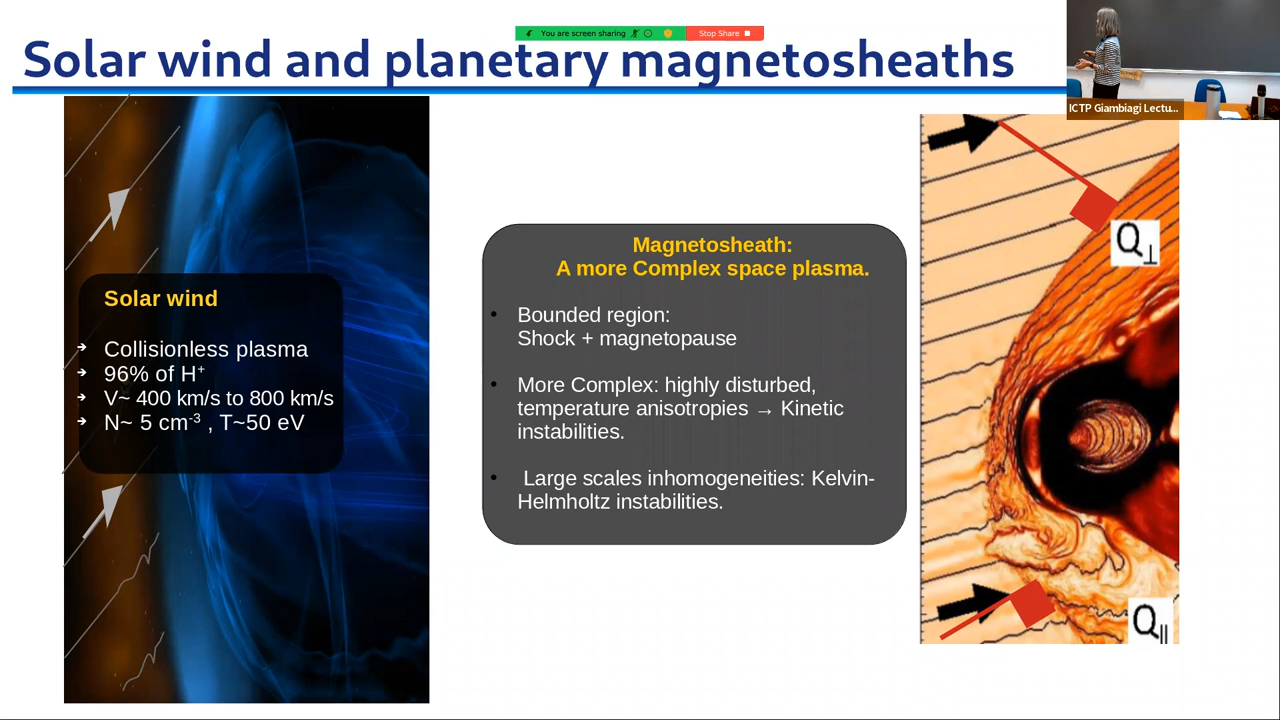 You are screen sharing
Stop Share
Solar wind and planetary magnetosheaths
ICTP Giambiagi Lectu...
Solar wind
Collisionless plasma
96% of H⁺
V~ 400 km/s to 800 km/s
N~ 5 cm⁻³ , T~50 eV
Magnetosheath:
A more Complex space plasma.
• Bounded region:
Shock + magnetopause
• More Complex: highly disturbed,
temperature anisotropies → Kinetic
instabilities.
• Large scales inhomogeneities: Kelvin-
Helmholtz instabilities.
Q⊥
Q||